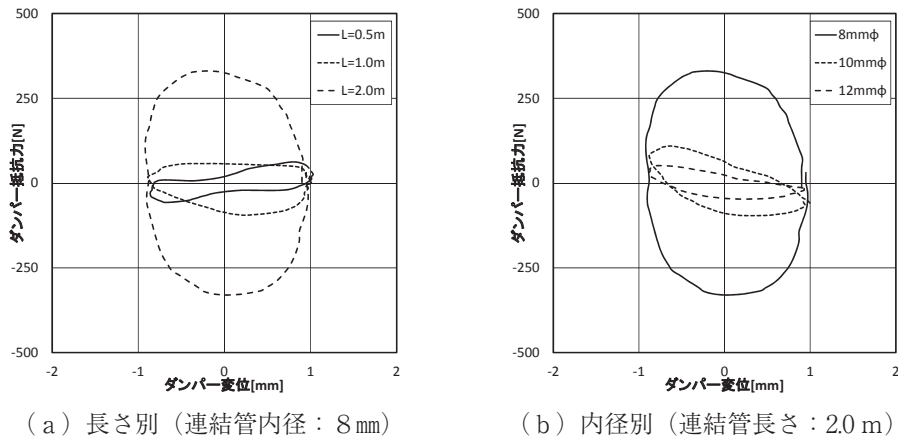 500
250
0
-250
-500
-2
-1
0
1
2
ダンパー抵抗力[N]
ダンパー変位[mm]
L=0.5m
L=1.0m
L=2.0m
(a)長さ別(連結管内径:8㎜)
500
250
0
-250
-500
-2
-1
0
1
2
ダンパー抵抗力[N]
ダンパー変位[mm]
8mmφ
10mmφ
12mmφ
(b)内径別(連結管長さ:2.0 m)